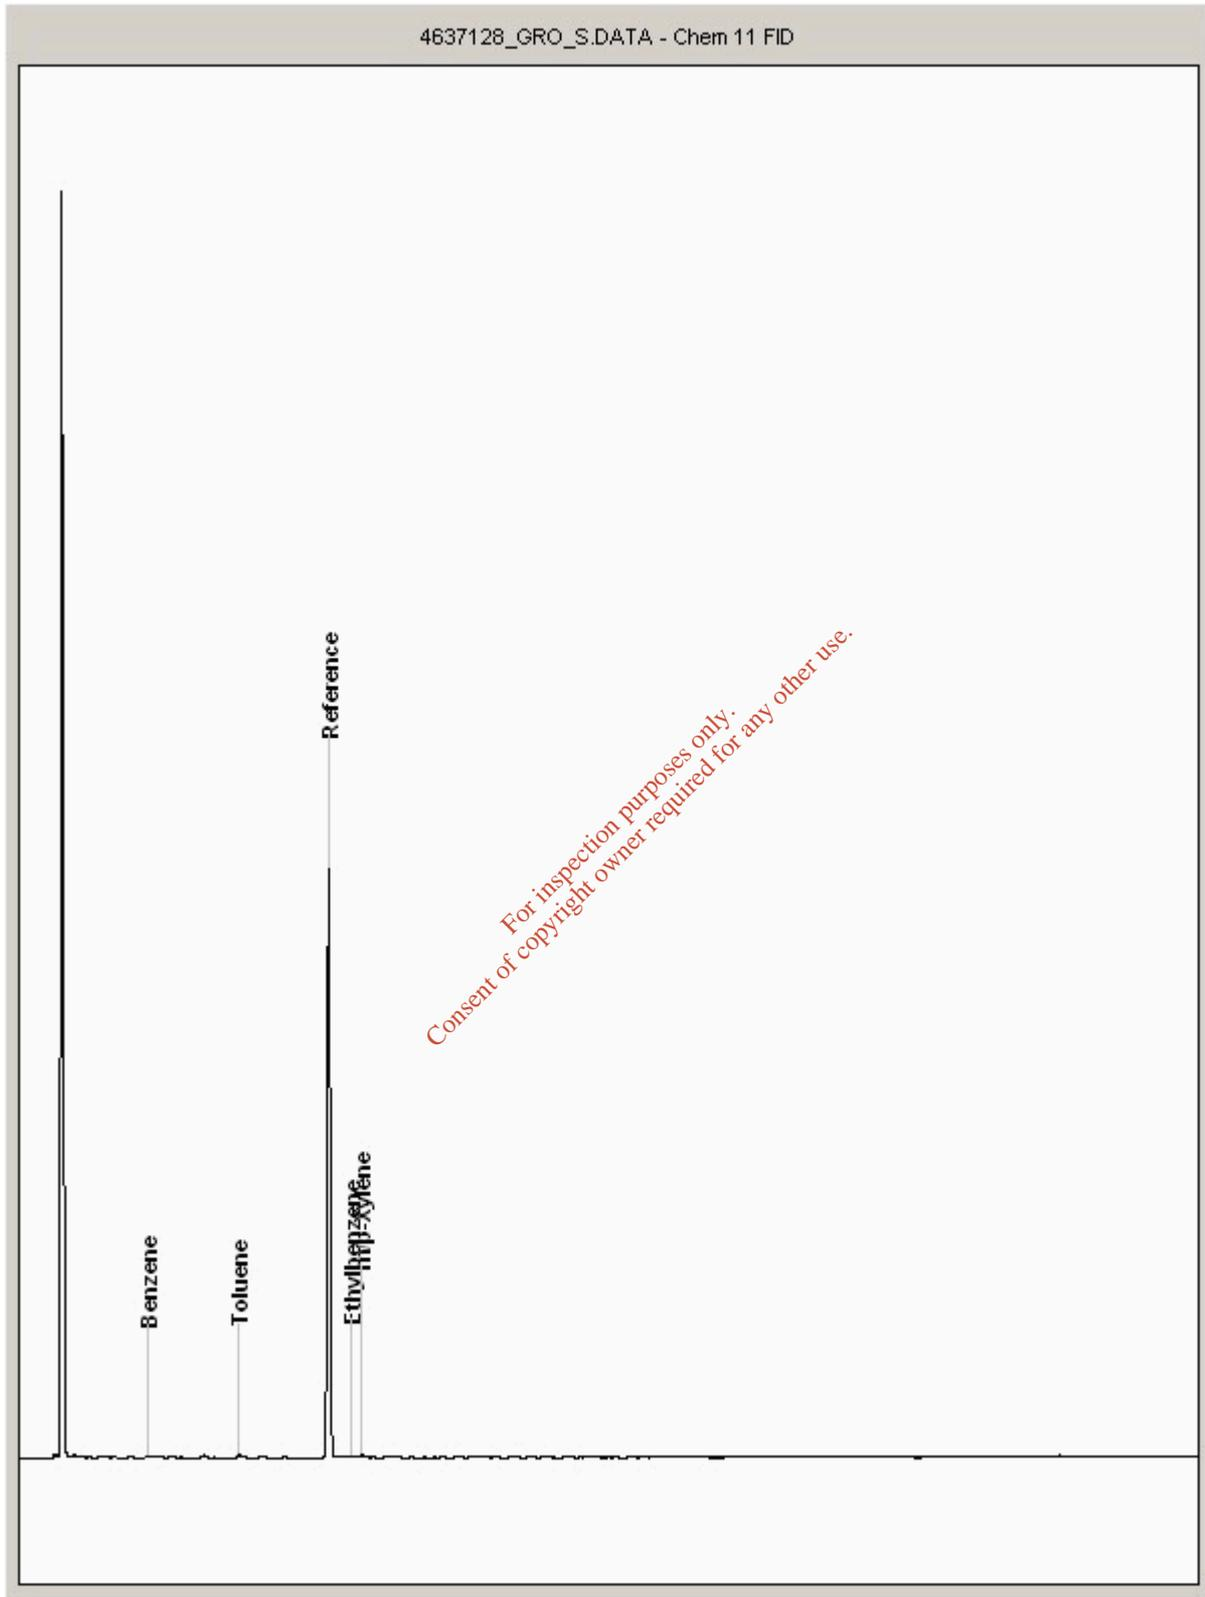 4637128_GRO_S.DATA - Chem 11 FID
Reference
For inspection purposes only.
Consent of copyright owner required for any other use.
Benzene
Toluene
Ethylbenzene
m/p-Xylene